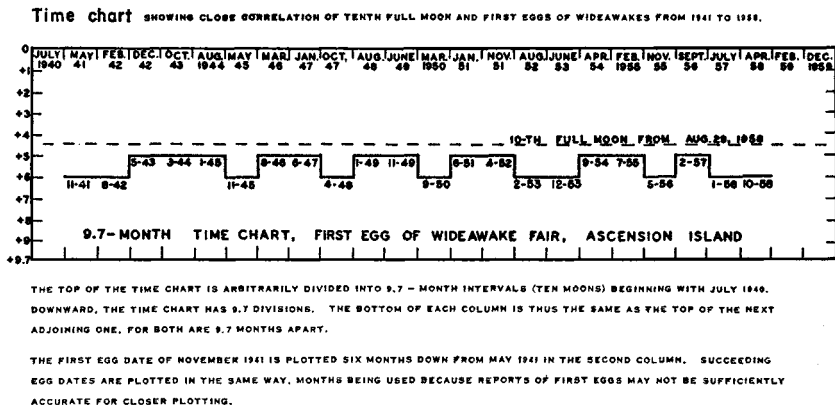 Time chart SHOWING CLOSE CORRELATION OF TENTH FULL MOON AND FIRST EGGS OF WIDEAWAKES FROM 1941 TO 1958.
0 JULY MAY FEB. DEC. OCT. AUG. MAY MAR. JAN. OCT. AUG. JUNE MAR. JAN. NOV. AUG. JUNE APR. FEB. NOV. SEPT. JULY APR. FEB. DEC.
1940 41 42 42 43 1944 45 46 47 47 48 49 1950 51 51 52 53 54 1955 55 56 57 58 59 1959
+1
+2
+3
+4
10-TH FULL MOON FROM AUG. 29, 1958
+5
5-43 3-44 1-45 8-46 6-47 1-49 11-49 6-51 4-52 9-54 7-55 2-57
+6
11-41 8-42 11-45 4-48 9-50 2-53 12-53 5-56 1-58 10-58
+7
+8
9.7-MONTH TIME CHART, FIRST EGG OF WIDEAWAKE FAIR, ASCENSION ISLAND
+9
+9.7
THE TOP OF THE TIME CHART IS ARBITRARILY DIVIDED INTO 9.7 - MONTH INTERVALS (TEN MOONS) BEGINNING WITH JULY 1940.
DOWNWARD, THE TIME CHART HAS 9.7 DIVISIONS. THE BOTTOM OF EACH COLUMN IS THUS THE SAME AS THE TOP OF THE NEXT
ADJOINING ONE, FOR BOTH ARE 9.7 MONTHS APART.
THE FIRST EGG DATE OF NOVEMBER 1941 IS PLOTTED SIX MONTHS DOWN FROM MAY 1941 IN THE SECOND COLUMN. SUCCEEDING
EGG DATES ARE PLOTTED IN THE SAME WAY, MONTHS BEING USED BECAUSE REPORTS OF FIRST EGGS MAY NOT BE SUFFICIENTLY
ACCURATE FOR CLOSER PLOTTING.